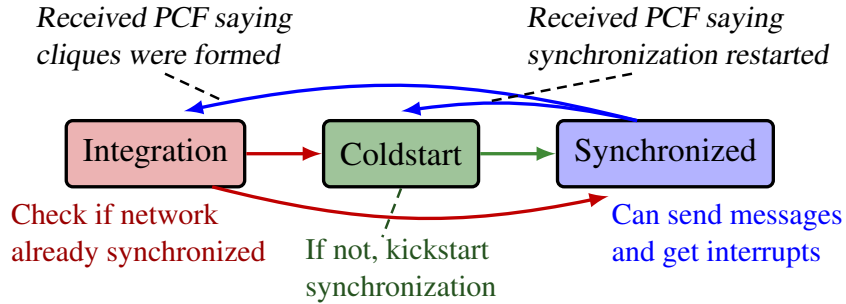 Received PCF saying
cliques were formed
Received PCF saying
synchronization restarted
Integration
Coldstart
Synchronized
Check if network
already synchronized
If not, kickstart
synchronization
Can send messages
and get interrupts